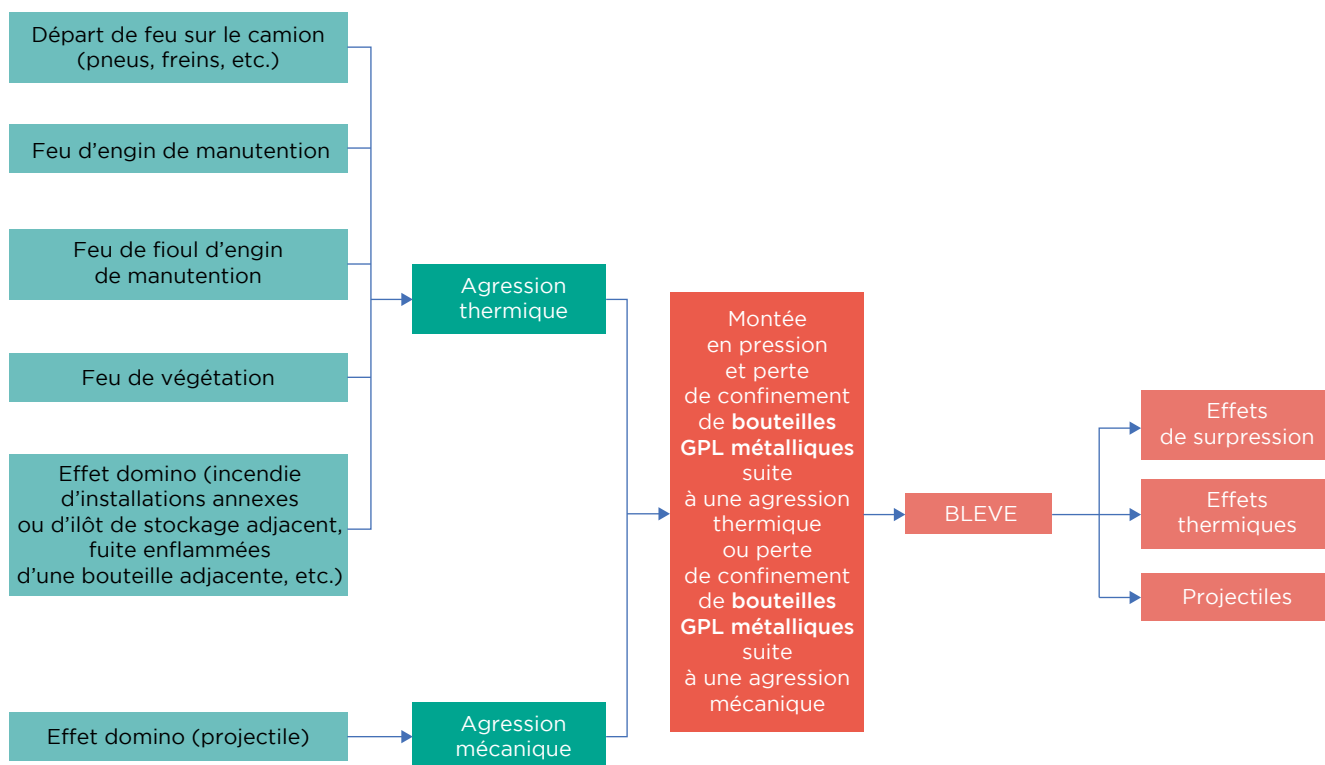 Départ de feu sur le camion
(pneus, freins, etc.)
Feu d’engin de manutention
Feu de fioul d’engin
de manutention
Feu de végétation
Effet domino (incendie
d’installations annexes
ou d’ilôt de stockage adjacent,
fuite enflammées
d’une bouteille adjacente, etc.)
Effet domino (projectile)
Agression
thermique
Agression
mécanique
Montée
en pression
et perte
de confinement
de bouteilles
GPL métalliques
suite
à une agression
thermique
ou perte
de confinement
de bouteilles
GPL métalliques
suite
à une agression
mécanique
BLEVE
Effets
de surpression
Effets
thermiques
Projectiles